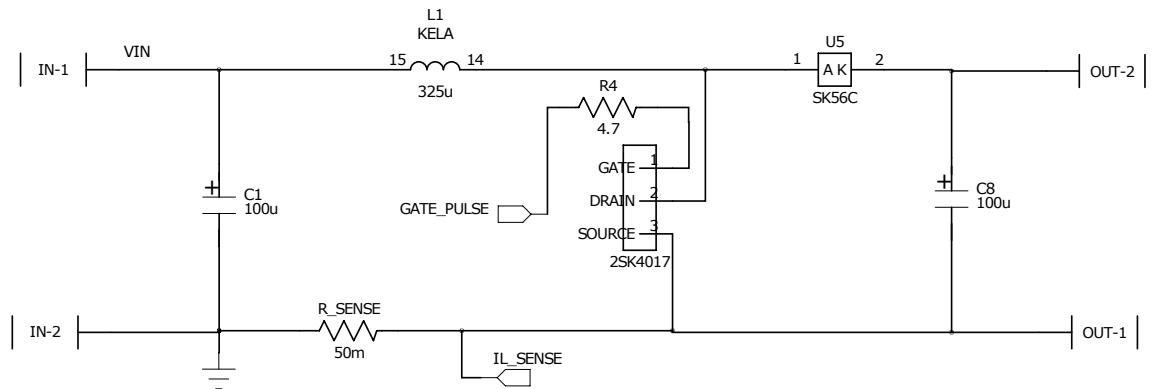 L1
KELA
U5
VIN
15
14
1
A K
2
IN-1
OUT-2
325u
R4
SK56C
4.7
GATE
1
C1
100u
GATE_PULSE
DRAIN
2
C8
100u
SOURCE
3
2SK4017
R_SENSE
IN-2
OUT-1
50m
IL_SENSE